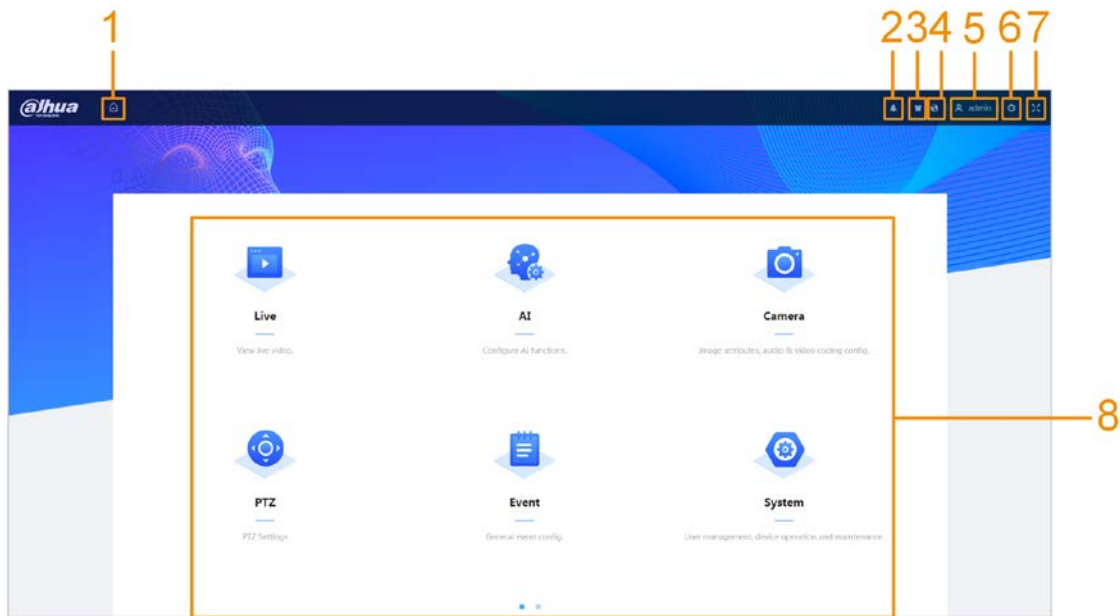 1
2 3 4 5 6 7
alhua
TECHNOLOGY
admin
Live
AI
Camera
View live video.
Configure AI functions.
Image attributes, audio & video coding config.
8
PTZ
Event
System
PTZ Settings
General event config.
User management, device operation and maintenance.